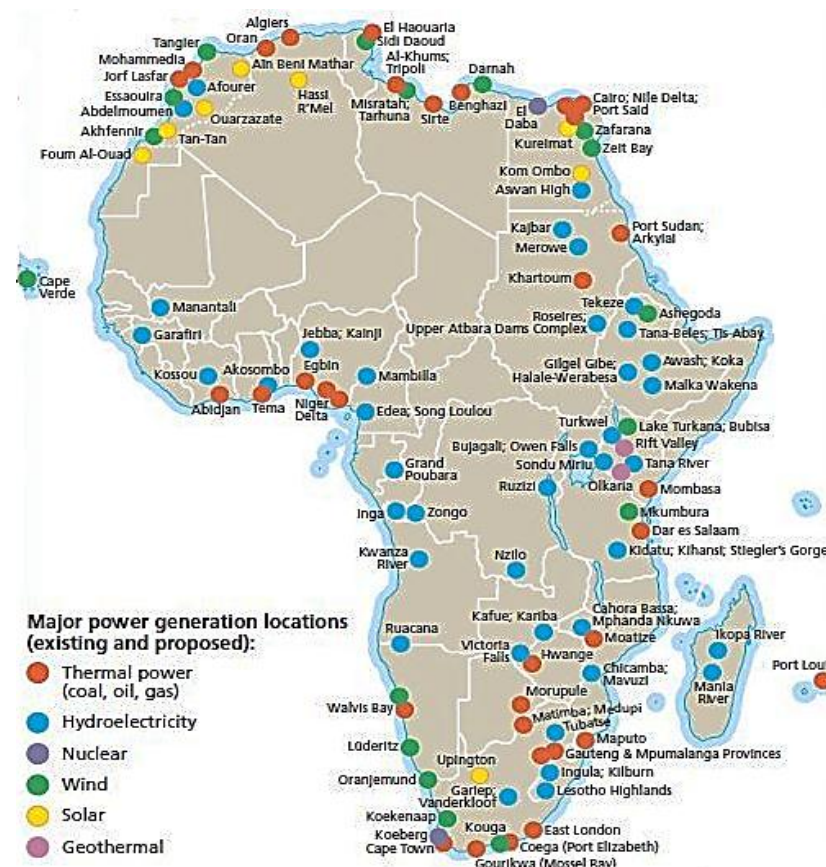 Algiers
Oran
El Haouaria
Sidi Daoud
Tangier
Mohammedia
Jorf Lasfar
Ain Beni Mathar
Al-Khums;
Tripoli
Darnah
Essaouira
Afourer
Abdelmoumen
Hassi
R'Mel
Ouarzazate
Misratah;
Tarhuna
Sirte
Benghazi
El
Daba
Cairo; Nile Delta;
Port Said
Akhfennir
Tan-Tan
Kureimat
Zafarana
Zeit Bay
Foum Al-Ouad
Kom Ombo
Aswan High
Kajbar
Merowe
Port Sudan;
Arkyiai
Khartoum
Cape
Verde
Manantali
Garafiri
Tekeze
Ashegoda
Roseires;
Upper Atbara Dams Complex
Tana-Beles; Tis-Abay
Jebba; Kainji
Egbin
Kossou
Akosombo
Mambilla
Gilgel Gibe;
Halale-Werabesa
Awash; Koka
Malka Wakena
Abidjan
Tema
Niger
Delta
Edea; Song Loulou
Turkwel
Lake Turkana; Bubisa
Rift Valley
Bujagali; Owen Falls
Sondu Miriu
Tana River
Grand
Poubara
Ruzizi
Olkaria
Mombasa
Inga
Zongo
Mkumbura
Dar es Salaam
Kwanza
River
Nzilo
Kidatu; Kihansi; Stiegler's Gorge
Major power generation locations
(existing and proposed):
Thermal power
(coal, oil, gas)
Hydroelectricity
Nuclear
Wind
Solar
Geothermal
Ruacana
Kafue; Kariba
Cahora Bassa;
Mphanda Nkuwa
Moatize
Victoria
Falls
Hwange
Chicamba;
Mavuzi
Ikopa River
Mania
River
Port Loui
Walvis Bay
Morupule
Matimba; Medupi
Tubatse
Maputo
Lüderitz
Gauteng & Mpumalanga Provinces
Upington
Oranjemund
Ingula; Kilburn
Gariep;
Vanderkloof
Lesotho Highlands
Koekenaap
Koeberg
Cape Town
Kouga
East London
Coega (Port Elizabeth)
Gourikwa (Mossel Bay)